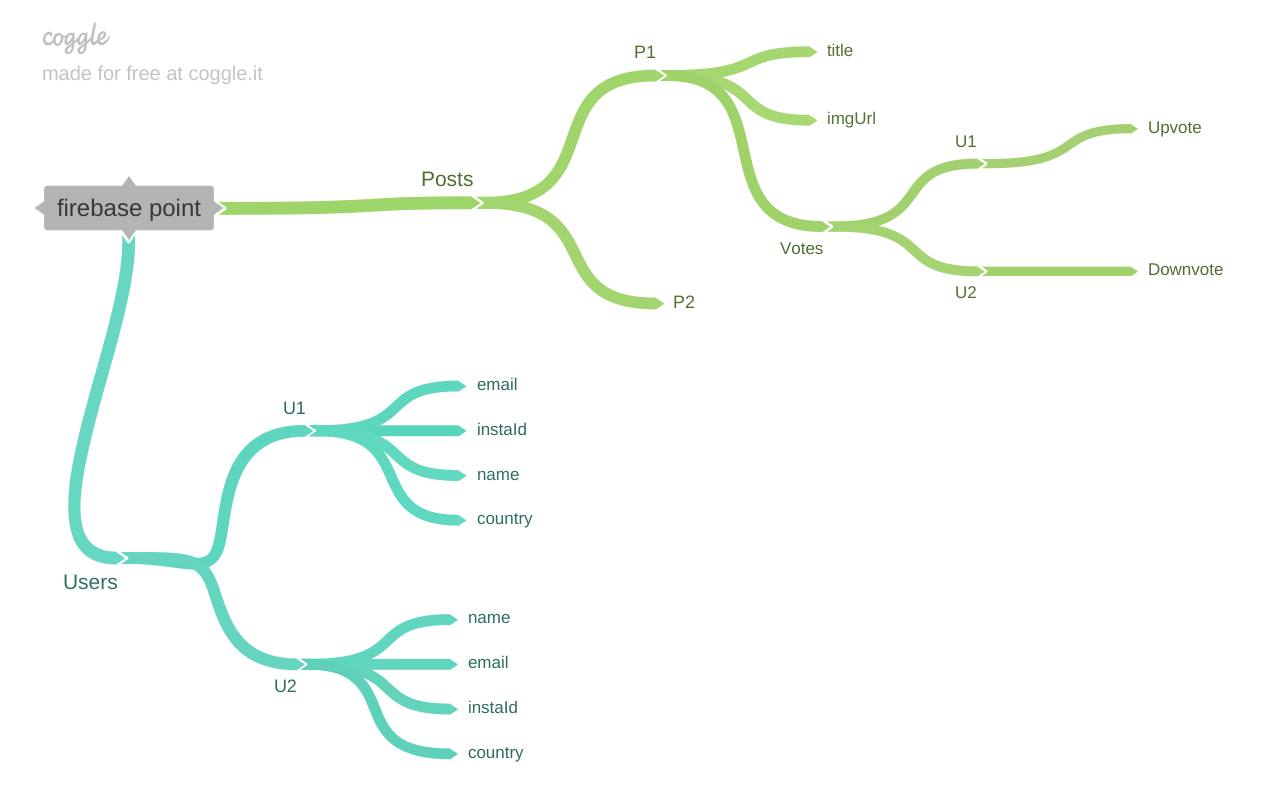 coggle
made for free at coggle.it
firebase point
Posts
P1
title
imgUrl
Votes
U1
Upvote
U2
Downvote
P2
Users
U1
email
instaId
name
country
U2
name
email
instaId
country